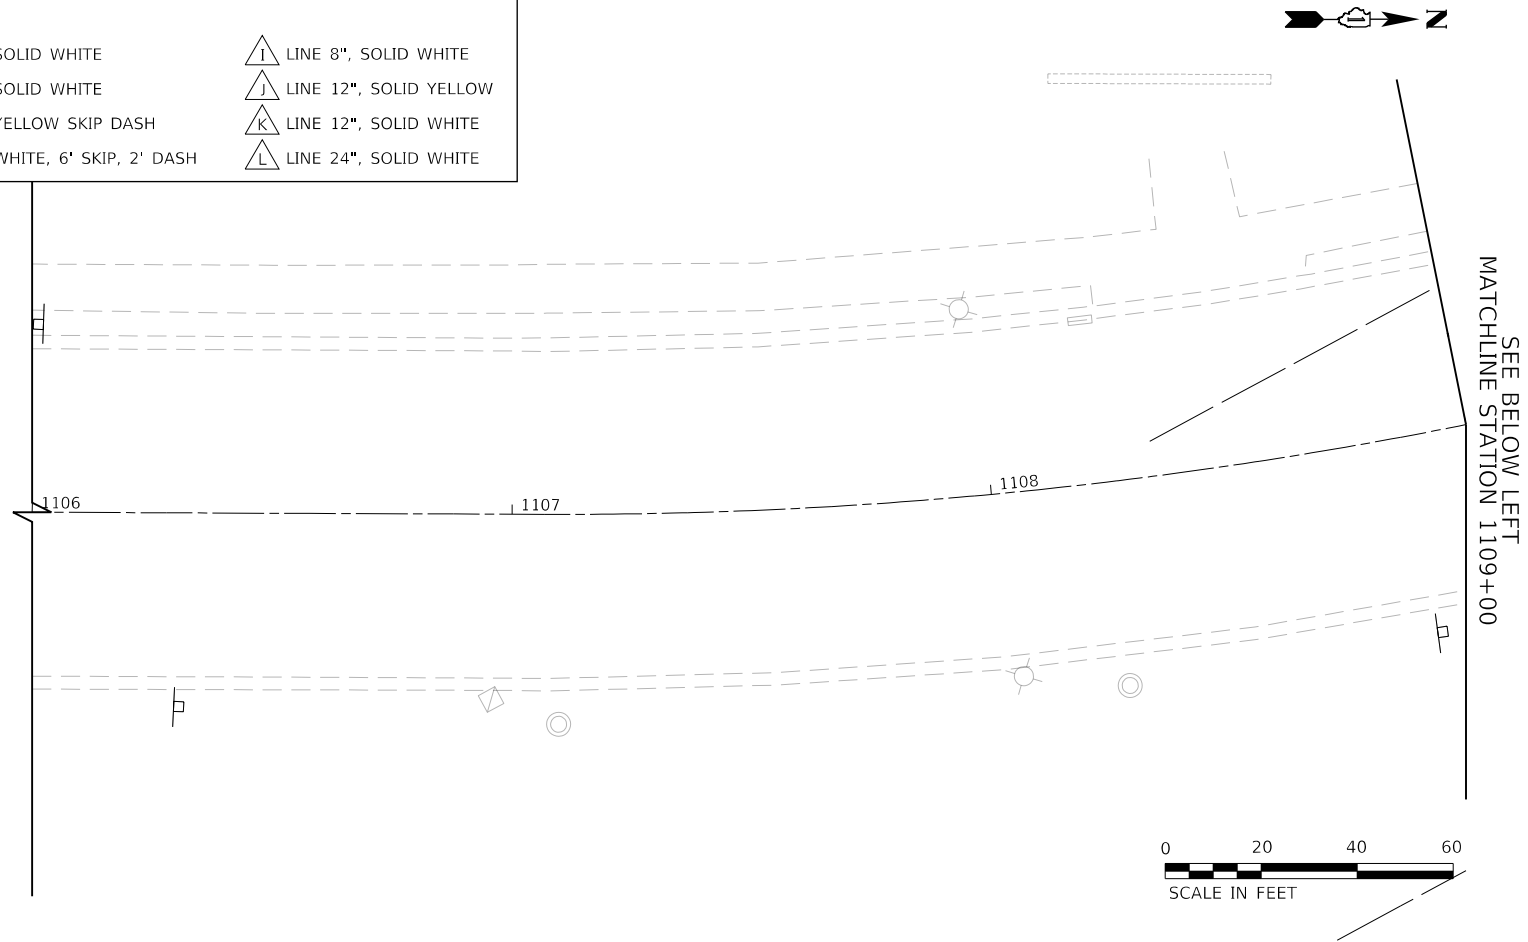 SOLID WHITE
SOLID WHITE
YELLOW SKIP DASH
WHITE, 6' SKIP, 2' DASH
I LINE 8", SOLID WHITE
J LINE 12", SOLID YELLOW
K LINE 12", SOLID WHITE
L LINE 24", SOLID WHITE
N
SEE BELOW LEFT
MATCHLINE STATION 1109+00
1106
1107
1108
0 20 40 60
SCALE IN FEET